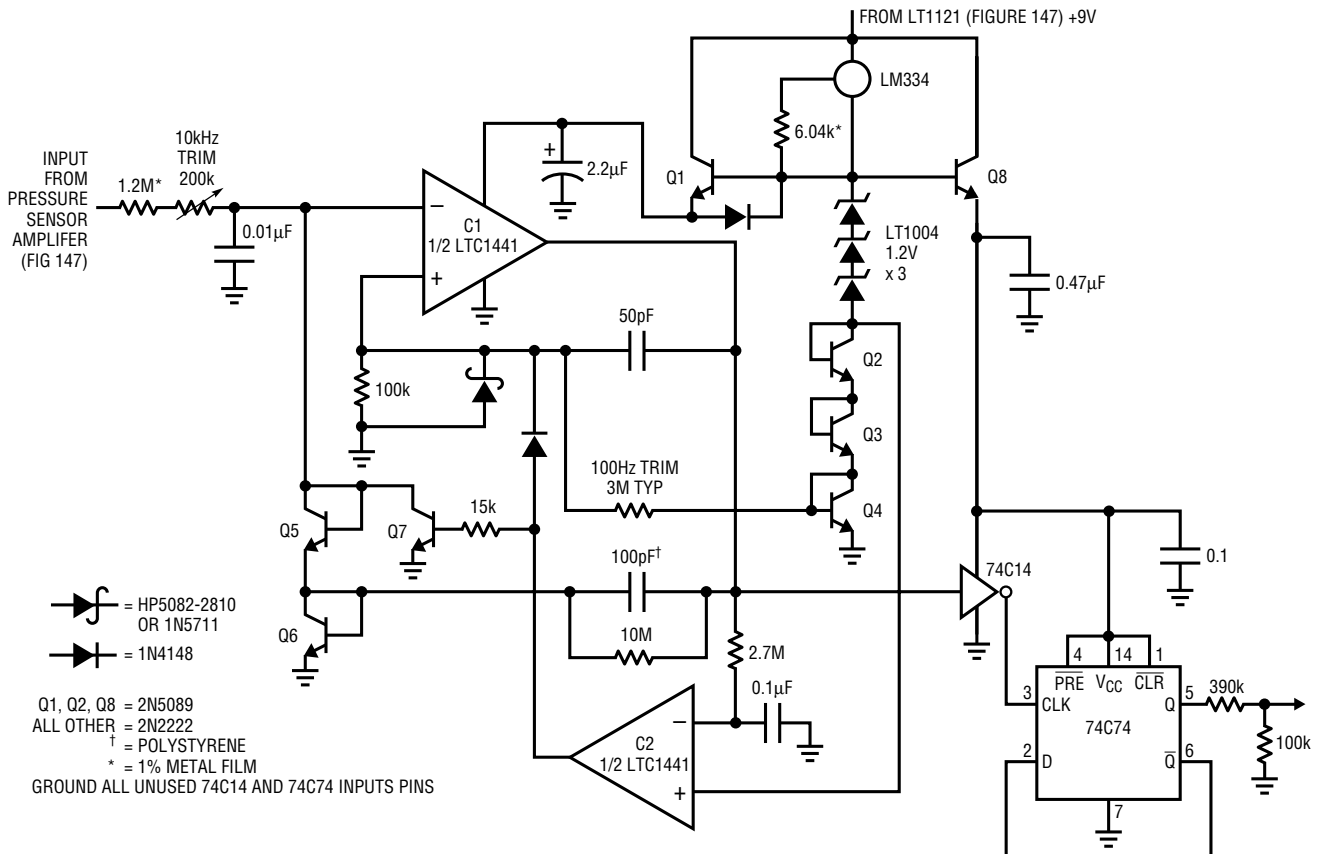 FROM LT1121 (FIGURE 147) +9V
LM334
6.04k*
10kHz
TRIM
200k
INPUT
FROM
PRESSURE
SENSOR
AMPLIFER
(FIG 147)
1.2M*
0.01µF
+
2.2µF
Q1
Q8
−
C1
1/2 LTC1441
+
LT1004
1.2V
x 3
0.47µF
50pF
100k
Q2
Q3
Q4
100Hz TRIM
3M TYP
Q5
Q7
15k
100pF†
10M
Q6
74C14
0.1
2.7M
0.1µF
−
C2
1/2 LTC1441
+
4
14
1
PRE
VCC
CLR
3
CLK
Q
5
390k
74C74
100k
2
D
Q
6
7
= HP5082-2810
OR 1N5711
= 1N4148
Q1, Q2, Q8 = 2N5089
ALL OTHER = 2N2222
† = POLYSTYRENE
* = 1% METAL FILM
GROUND ALL UNUSED 74C14 AND 74C74 INPUTS PINS